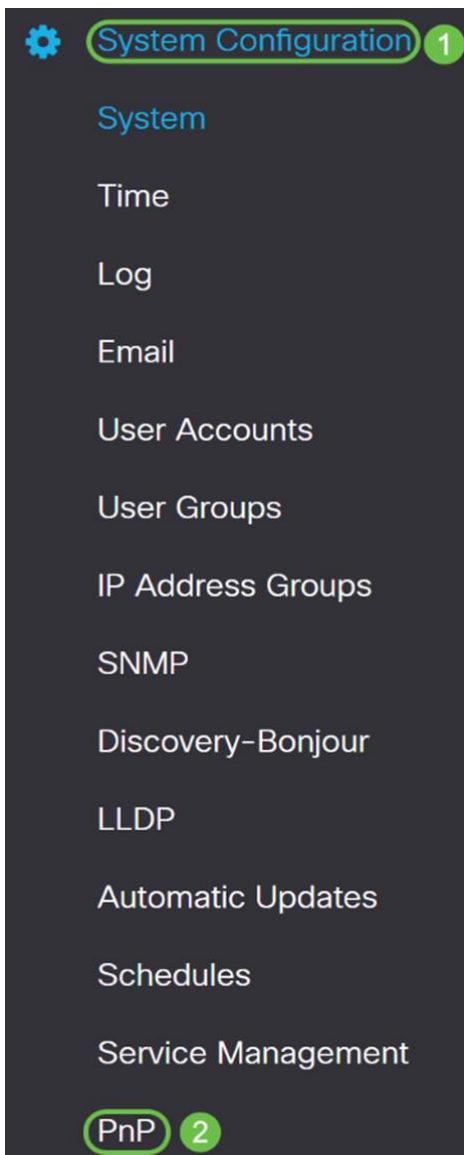 System Configuration 1
System
Time
Log
Email
User Accounts
User Groups
IP Address Groups
SNMP
Discovery-Bonjour
LLDP
Automatic Updates
Schedules
Service Management
PnP 2